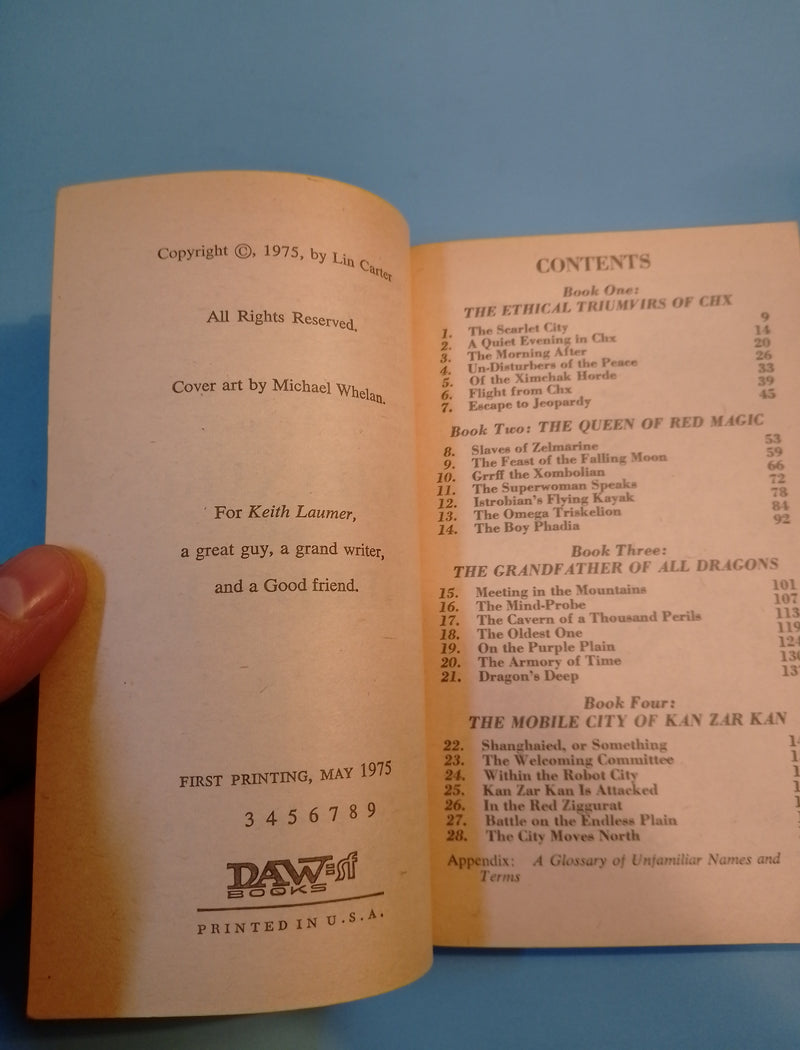 Copyright ©, 1975, by Lin Carter
All Rights Reserved.
Cover art by Michael Whelan.
For Keith Laumer,
a great guy, a grand writer,
and a Good friend.
FIRST PRINTING, MAY 1975
3 4 5 6 7 8 9
DAW sf
BOOKS
PRINTED IN U.S.A.
CONTENTS
Book One:
THE ETHICAL TRIUMVIRS OF CHX
1. The Scarlet City 9
2. A Quiet Evening in Chx 14
3. The Morning After 20
4. Un-Disturbers of the Peace 26
5. Of the Ximchak Horde 33
6. Flight from Chx 39
7. Escape to Jeopardy 45
Book Two: THE QUEEN OF RED MAGIC
8. Slaves of Zelmarine 53
9. The Feast of the Falling Moon 59
10. Grrff the Xombolian 66
11. The Superwoman Speaks 72
12. Istrobian's Flying Kayak 78
13. The Omega Triskelion 84
14. The Boy Phadia 92
Book Three:
THE GRANDFATHER OF ALL DRAGONS
15. Meeting in the Mountains 101
16. The Mind-Probe 107
17. The Cavern of a Thousand Perils 113
18. The Oldest One 119
19. On the Purple Plain
20. The Armory of Time
21. Dragon's Deep
Book Four:
THE MOBILE CITY OF KAN ZAR KAN
22. Shanghaied, or Something
23. The Welcoming Committee
24. Within the Robot City
25. Kan Zar Kan Is Attacked
26. In the Red Ziggurat
27. Battle on the Endless Plain
28. The City Moves North
Appendix: A Glossary of Unfamiliar Names and
Terms